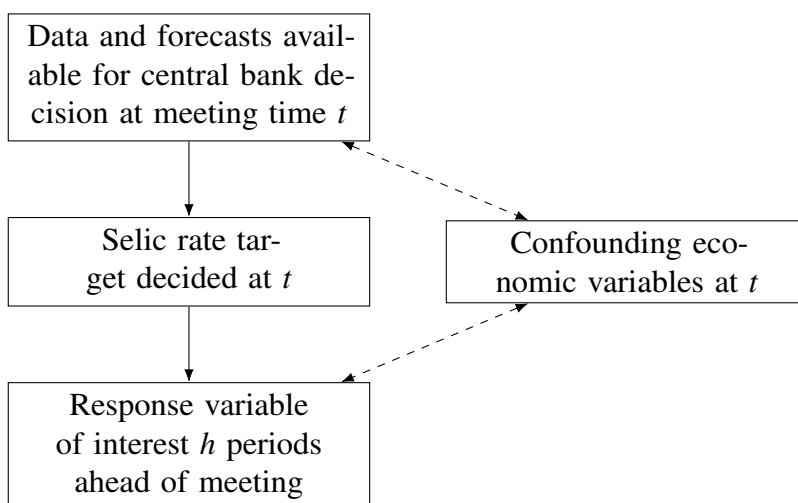 Data and forecasts avail-
able for central bank de-
cision at meeting time t
Selic rate tar-
get decided at t
Confounding eco-
nomic variables at t
Response variable
of interest h periods
ahead of meeting